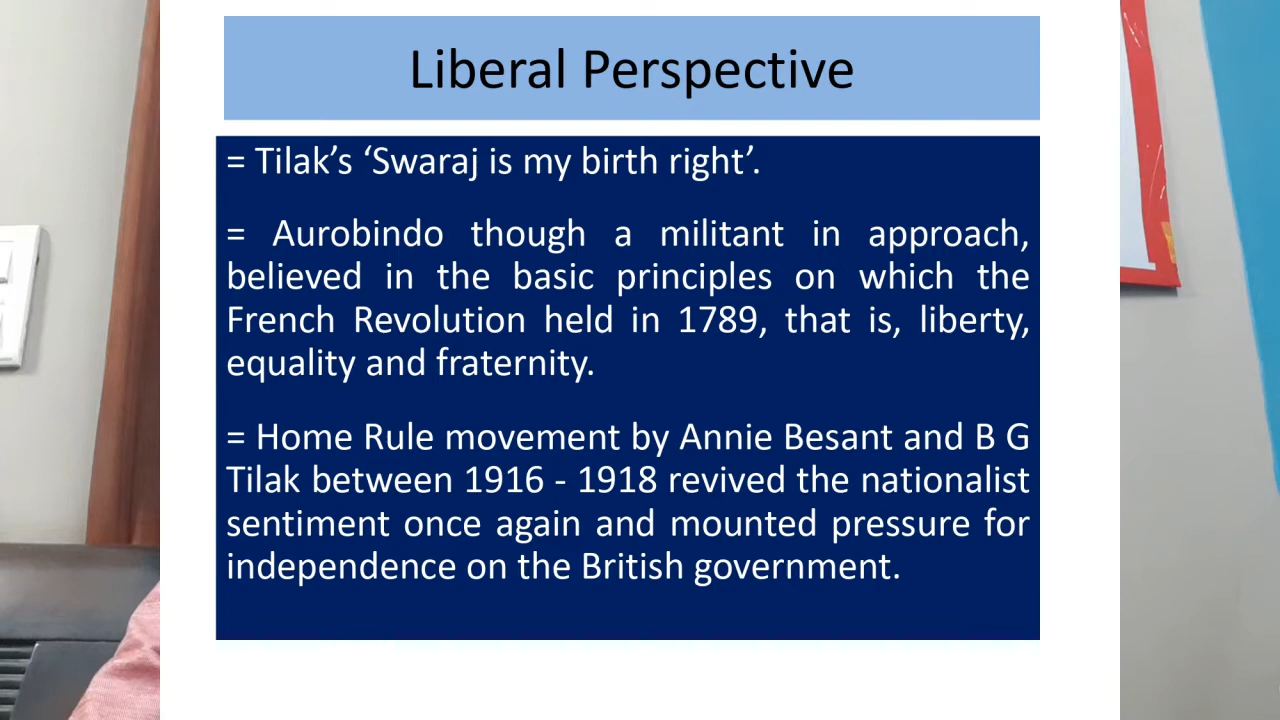 Liberal Perspective
= Tilak’s ‘Swaraj is my birth right’.
= Aurobindo though a militant in approach,
believed in the basic principles on which the
French Revolution held in 1789, that is, liberty,
equality and fraternity.
= Home Rule movement by Annie Besant and B G
Tilak between 1916 - 1918 revived the nationalist
sentiment once again and mounted pressure for
independence on the British government.